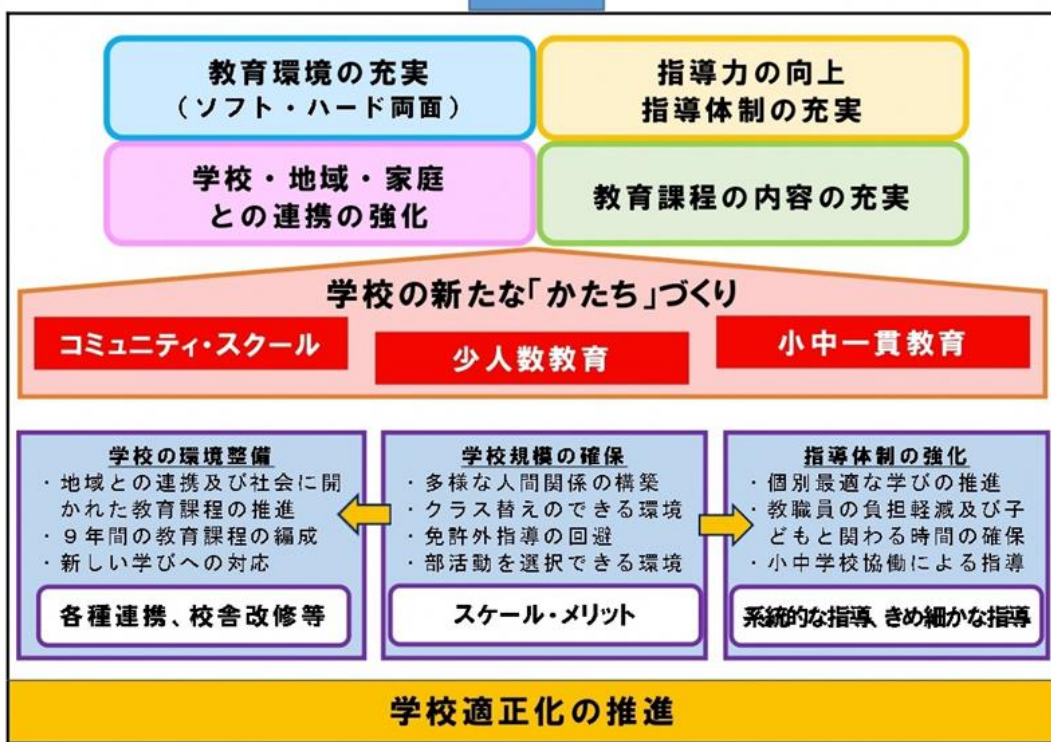 教育環境の充実
（ソフト・ハード両面）
指導力の向上
指導体制の充実
学校・地域・家庭
との連携の強化
教育課程の内容の充実
学校の新たな「かたち」づくり
コミュニティ・スクール
少人数教育
小中一貫教育
学校の環境整備
・地域との連携及び社会に開
かれた教育課程の推進
・９年間の教育課程の編成
・新しい学びへの対応
各種連携、校舎改修等
学校規模の確保
・多様な人間関係の構築
・クラス替えのできる環境
・免許外指導の回避
・部活動を選択できる環境
スケール・メリット
指導体制の強化
・個別最適な学びの推進
・教職員の負担軽減及び子
どもと関わる時間の確保
・小中学校協働による指導
系統的な指導、きめ細かな指導
学校適正化の推進